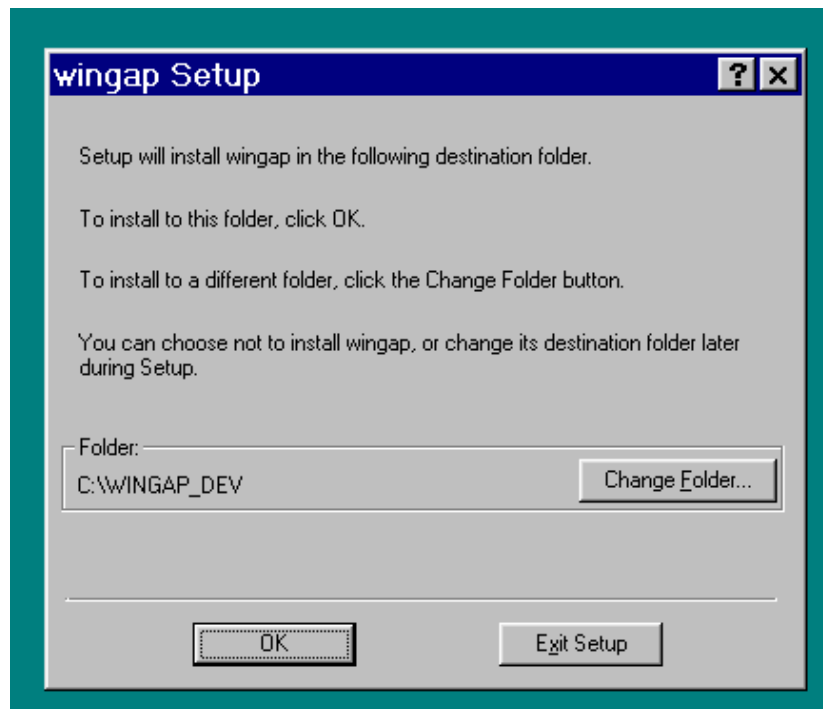 wingap Setup
Setup will install wingap in the following destination folder.
To install to this folder, click OK.
To install to a different folder, click the Change Folder button.
You can choose not to install wingap, or change its destination folder later
during Setup.
Folder:
C:\WINGAP_DEV
Change Folder...
OK
Exit Setup